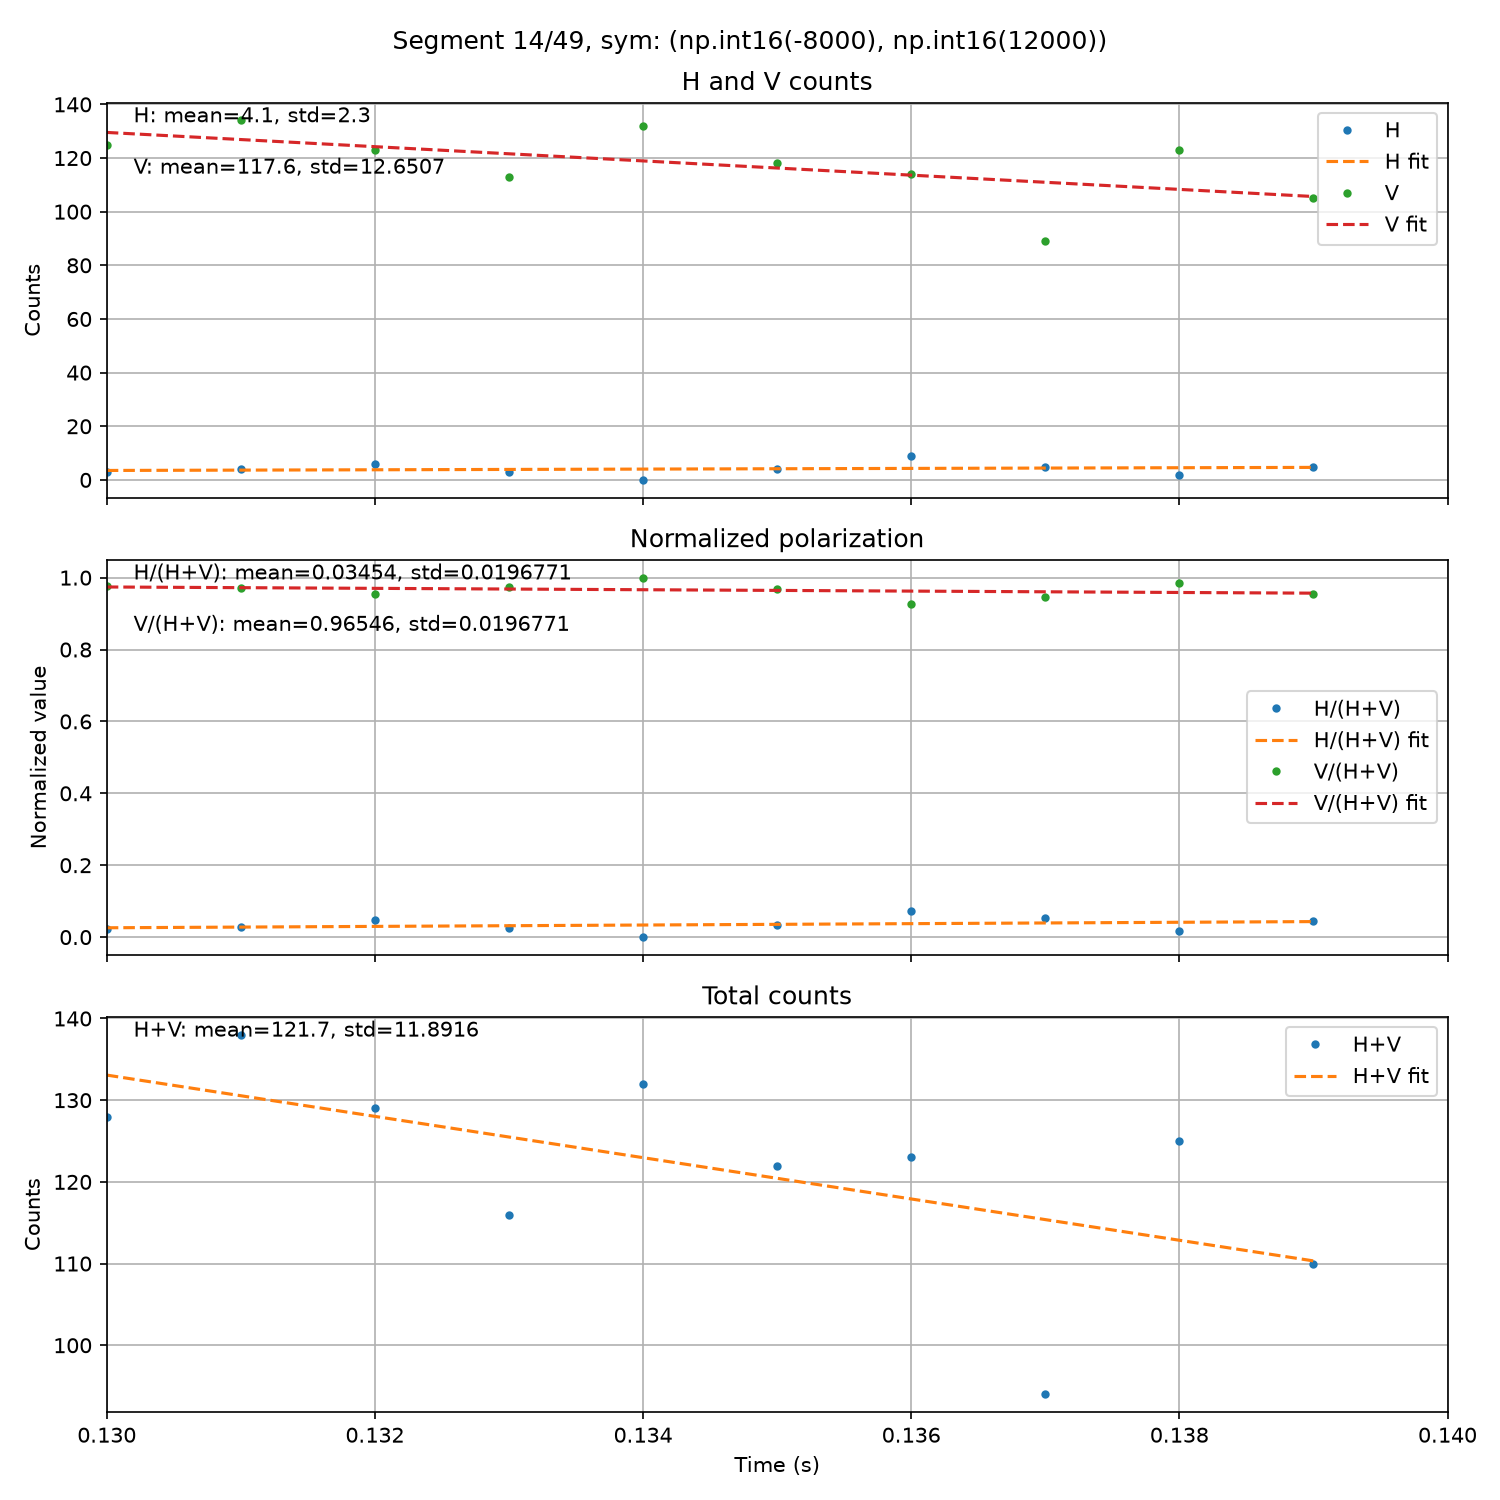 Segment 14/49, sym: (np.int16(-8000), np.int16(12000))
H and V counts
H: mean=4.1, std=2.3
V: mean=117.6, std=12.6507
140
120
100
80
60
40
20
0
Counts
H
H fit
V
V fit
Normalized polarization
H/(H+V): mean=0.03454, std=0.0196771
V/(H+V): mean=0.96546, std=0.0196771
1.0
0.8
0.6
0.4
0.2
0.0
Normalized value
H/(H+V)
H/(H+V) fit
V/(H+V)
V/(H+V) fit
Total counts
H+V: mean=121.7, std=11.8916
140
130
120
110
100
Counts
H+V
H+V fit
0.130 0.132 0.134 0.136 0.138 0.140
Time (s)